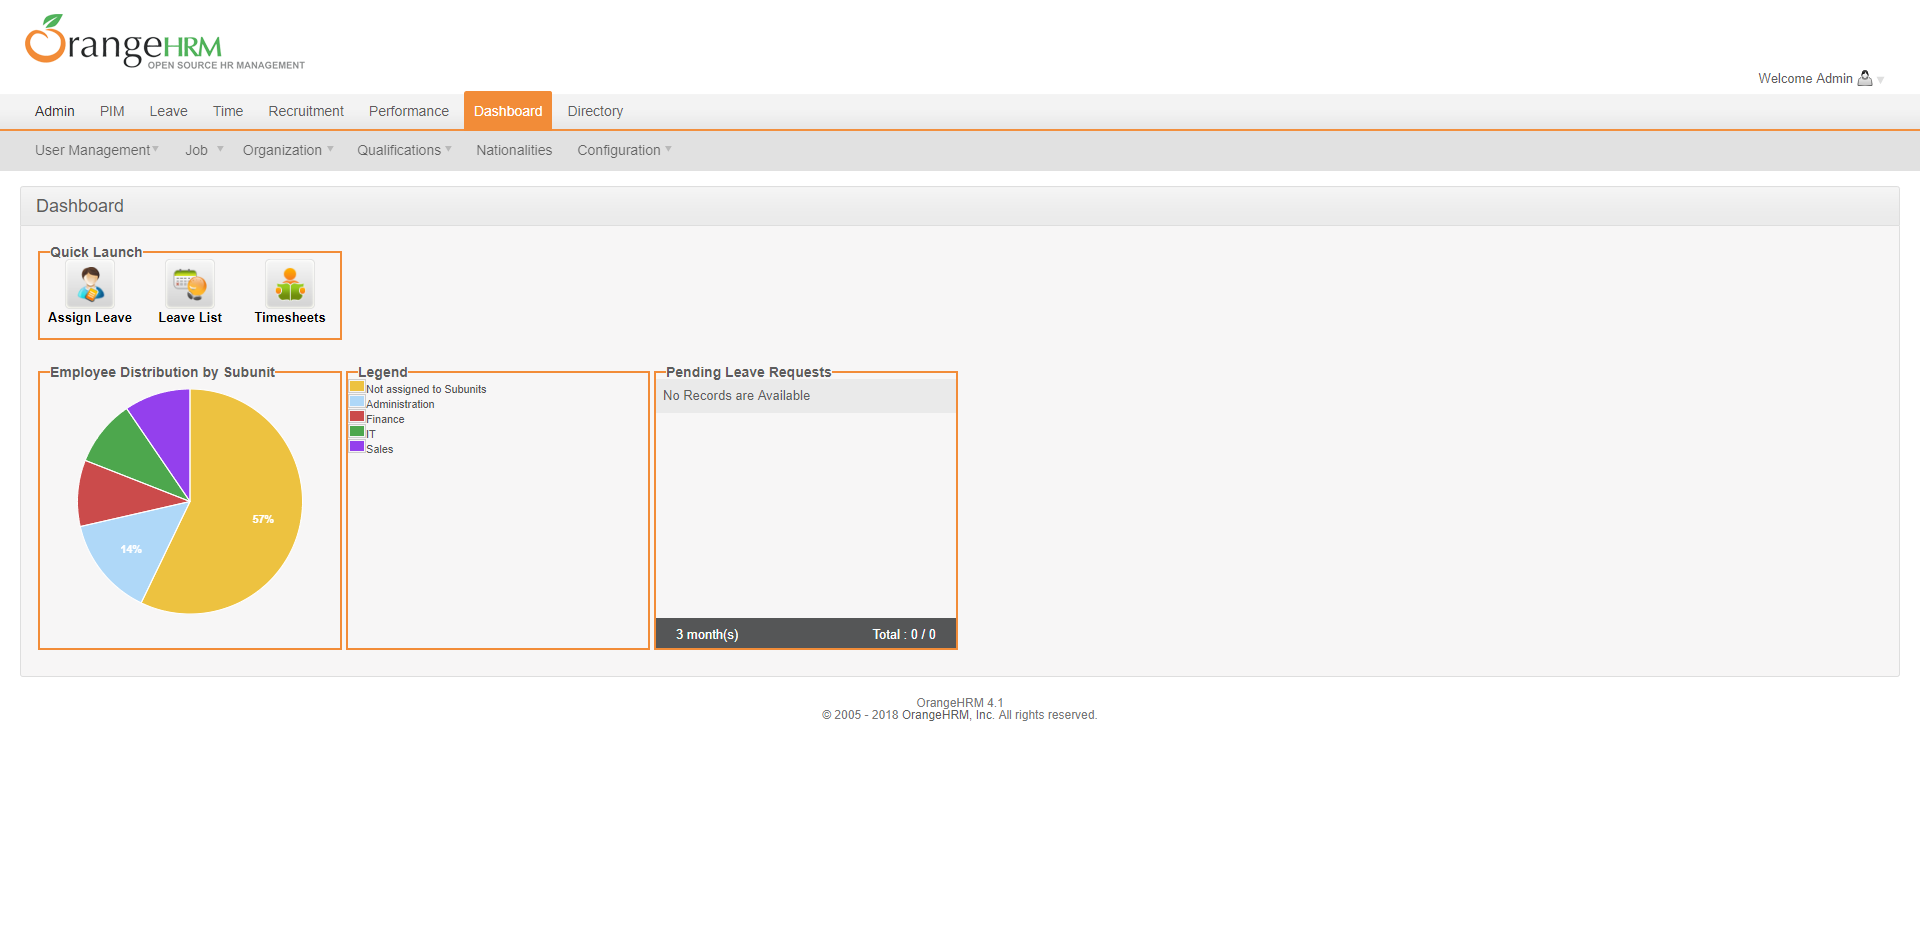 OrangeHRM
OPEN SOURCE HR MANAGEMENT
Welcome Admin
Admin PIM Leave Time Recruitment Performance Dashboard Directory
User Management Job Organization Qualifications Nationalities Configuration
Dashboard
Quick Launch
Assign Leave Leave List Timesheets
Employee Distribution by Subunit
57%
14%
Legend
Not assigned to Subunits
Administration
Finance
IT
Sales
Pending Leave Requests
No Records are Available
3 month(s) Total : 0 / 0
OrangeHRM 4.1
© 2005 - 2018 OrangeHRM, Inc. All rights reserved.